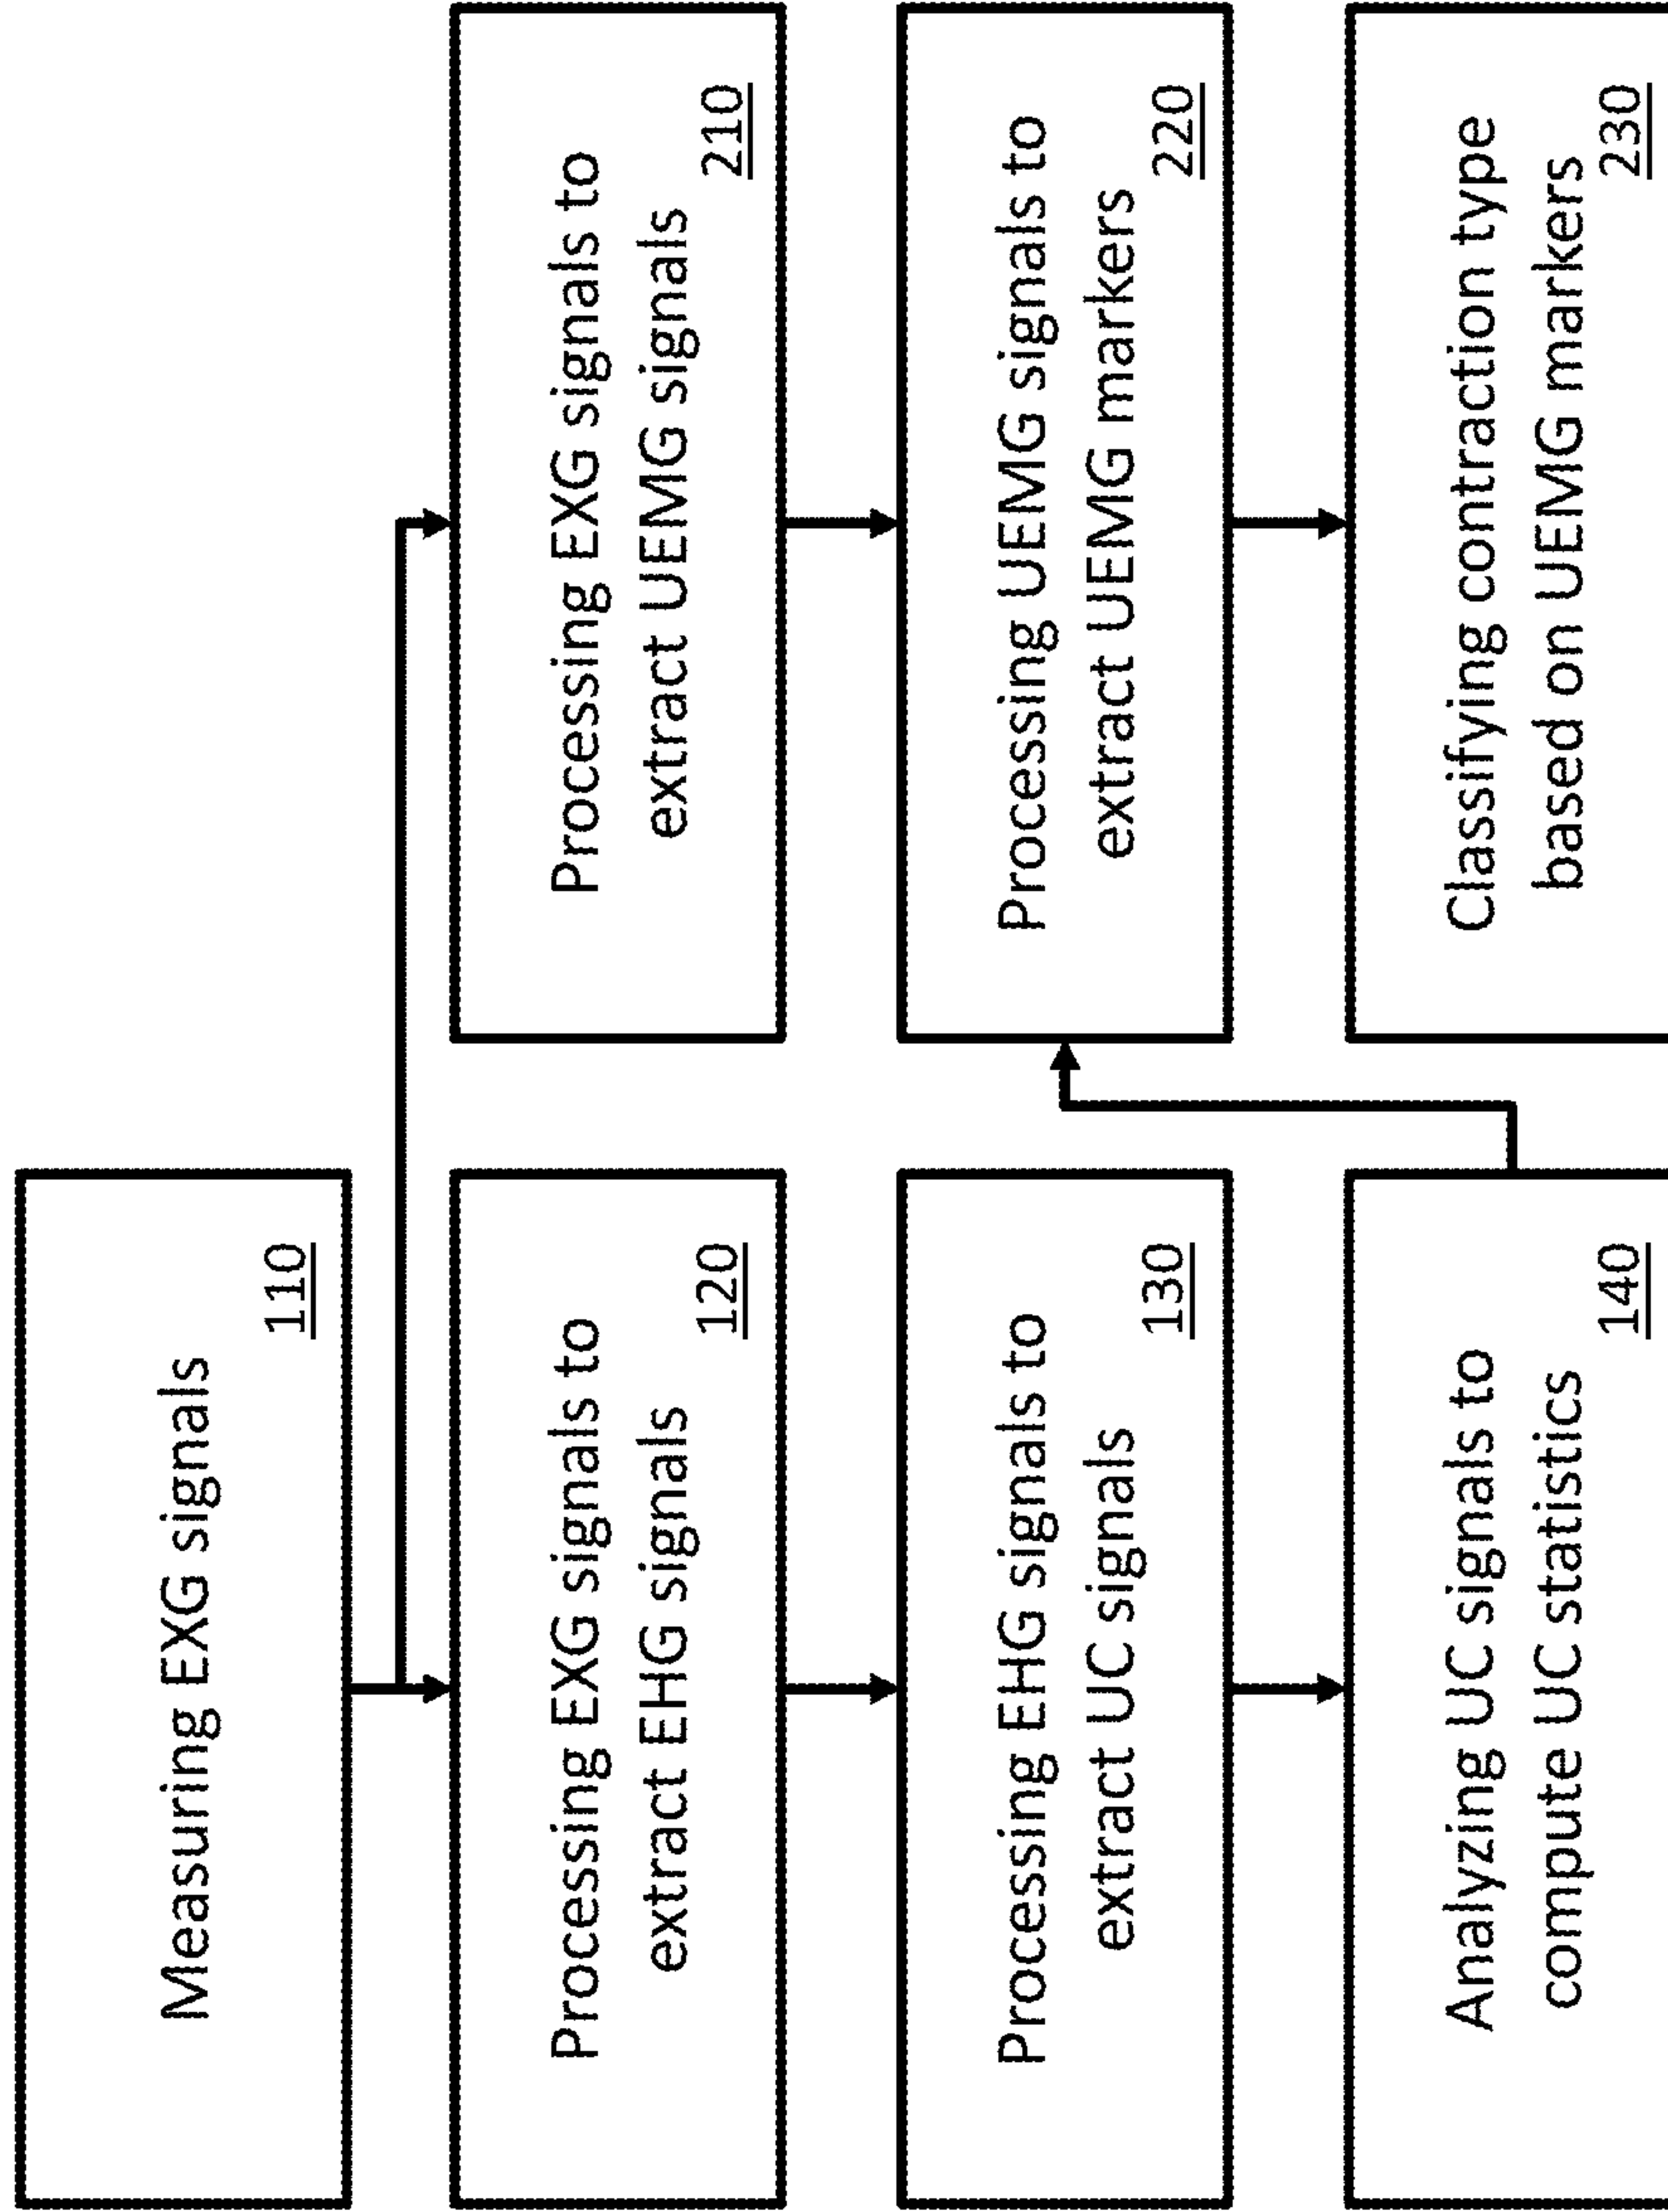 Measuring EXG signals
110
Processing EXG signals to
extract EHG signals
120
Processing EHG signals to
extract UC signals
130
Analyzing UC signals to
compute UC statistics
140
Processing EXG signals to
extract UEMG signals
210
Processing UEMG signals to
extract UEMG markers
220
Classifying contraction type
based on UEMG markers
230